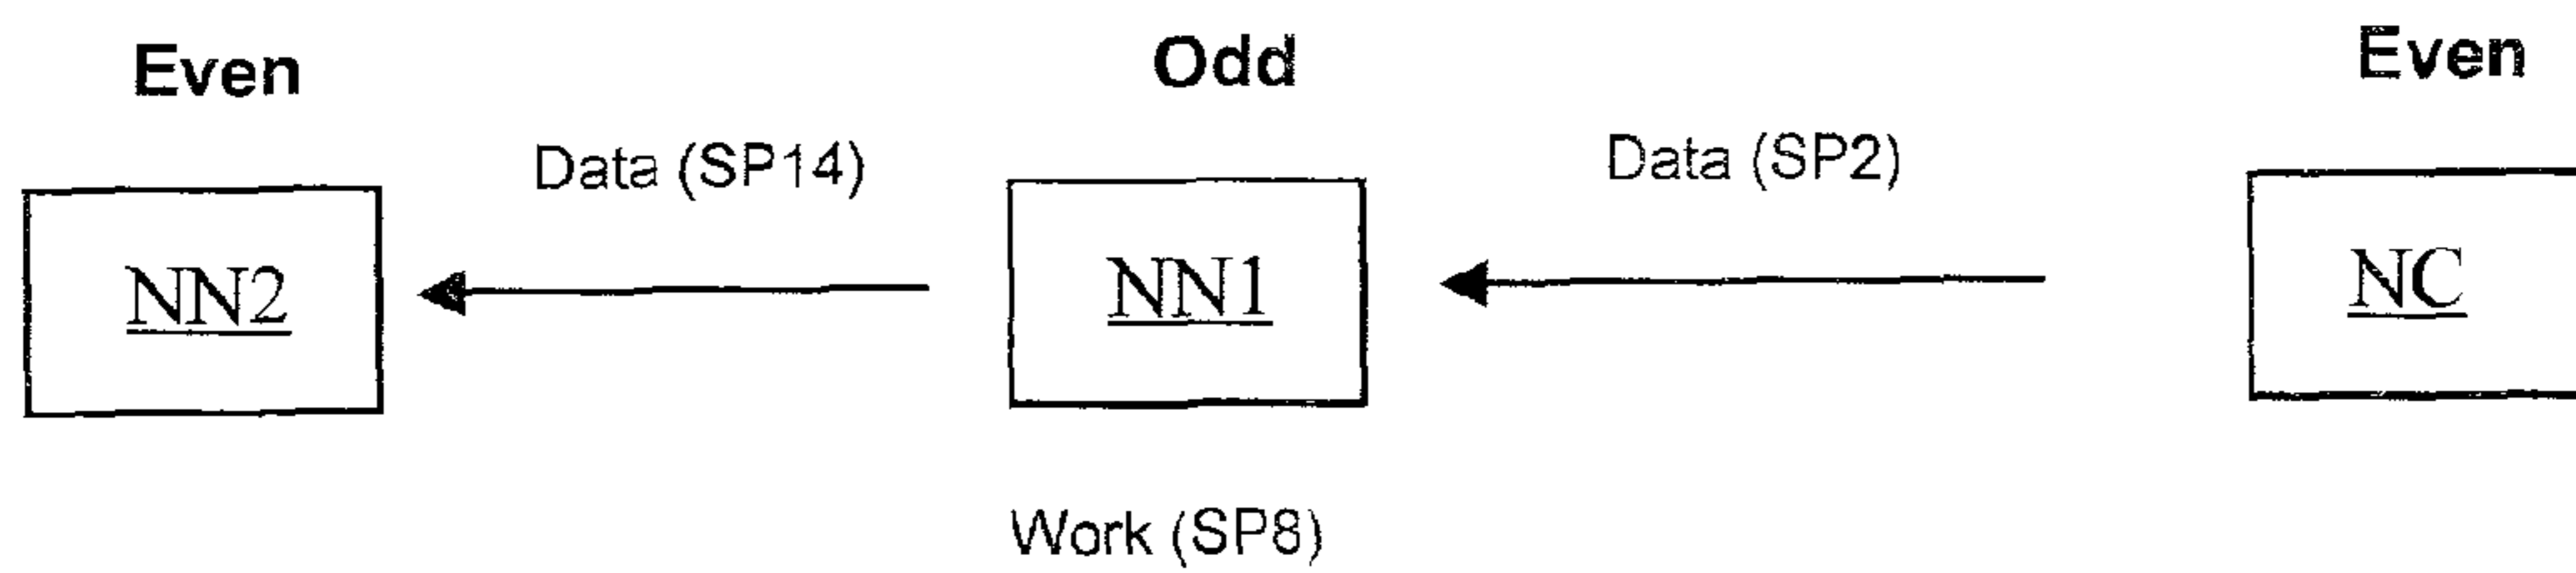 Even
Odd
Even
Data (SP14)
Data (SP2)
NN2
NN1
NC
Work (SP8)